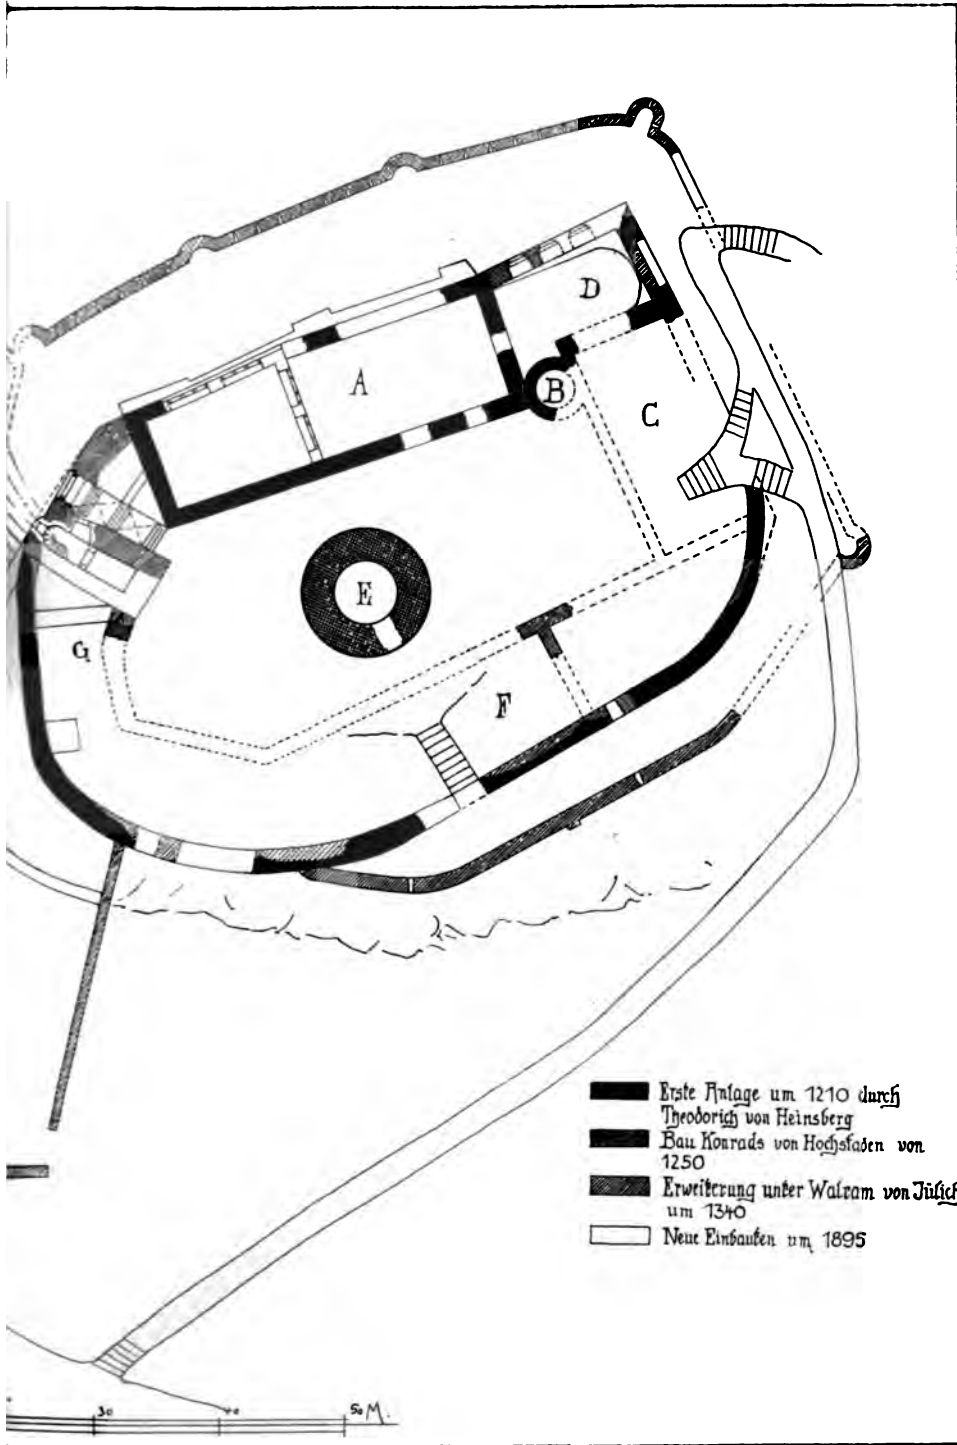 D
A
B
C
E
G
F
Erste Anlage um 1210 durch
Theodorich von Heinsberg
Bau Konrads von Hochstaden von
1250
Erweiterung unter Walram von Jülich
um 1340
Neue Einbauten um 1895
30 40 50 M.